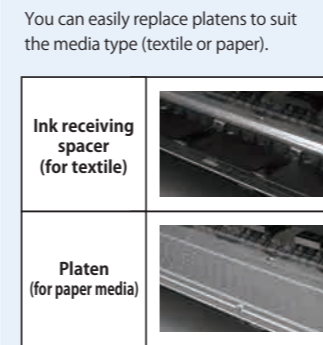 You can easily replace platens to suit
the media type (textile or paper).
Ink receiving
spacer
(for textile)
Platen
(for paper media)